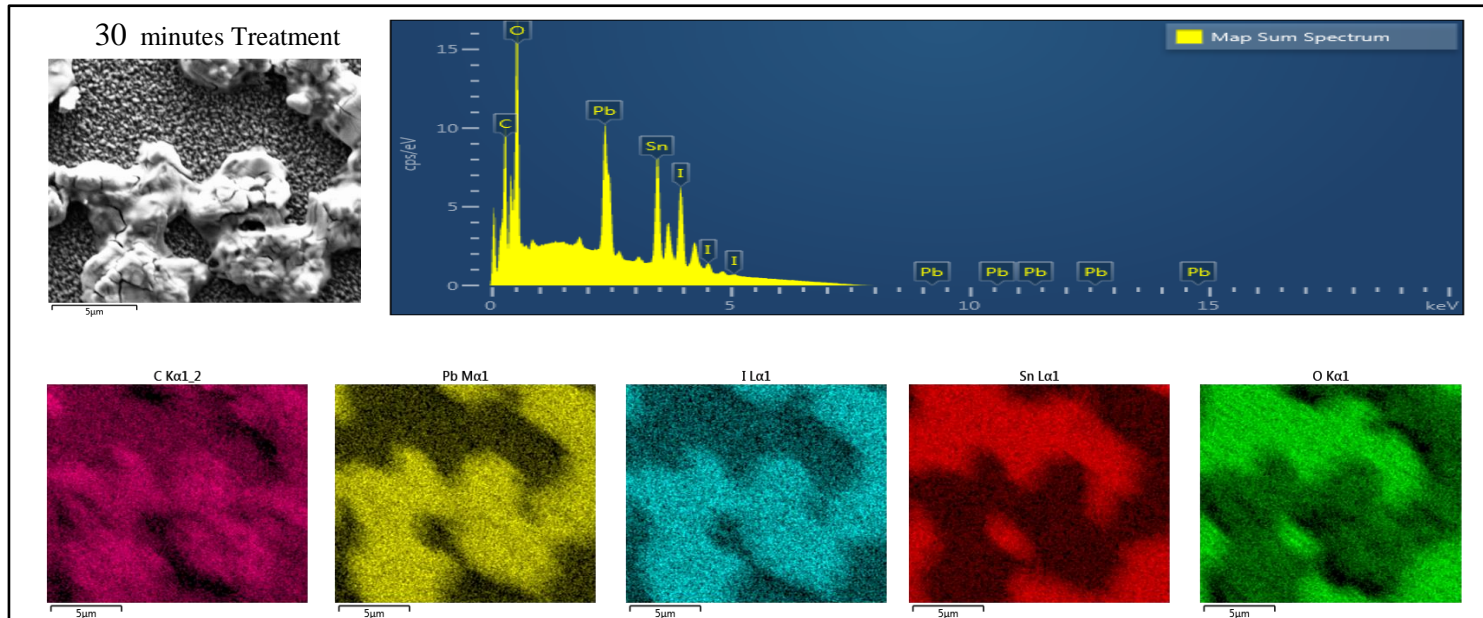 30 minutes Treatment
5µm
Map Sum Spectrum
cps/eV
15
10
5
0
O
C
Pb
Sn
I
I
I
Pb
Pb
Pb
Pb
Pb
0
5
10
15
keV
C Kα1_2
Pb Mα1
I Lα1
Sn Lα1
O Kα1
5µm
5µm
5µm
5µm
5µm